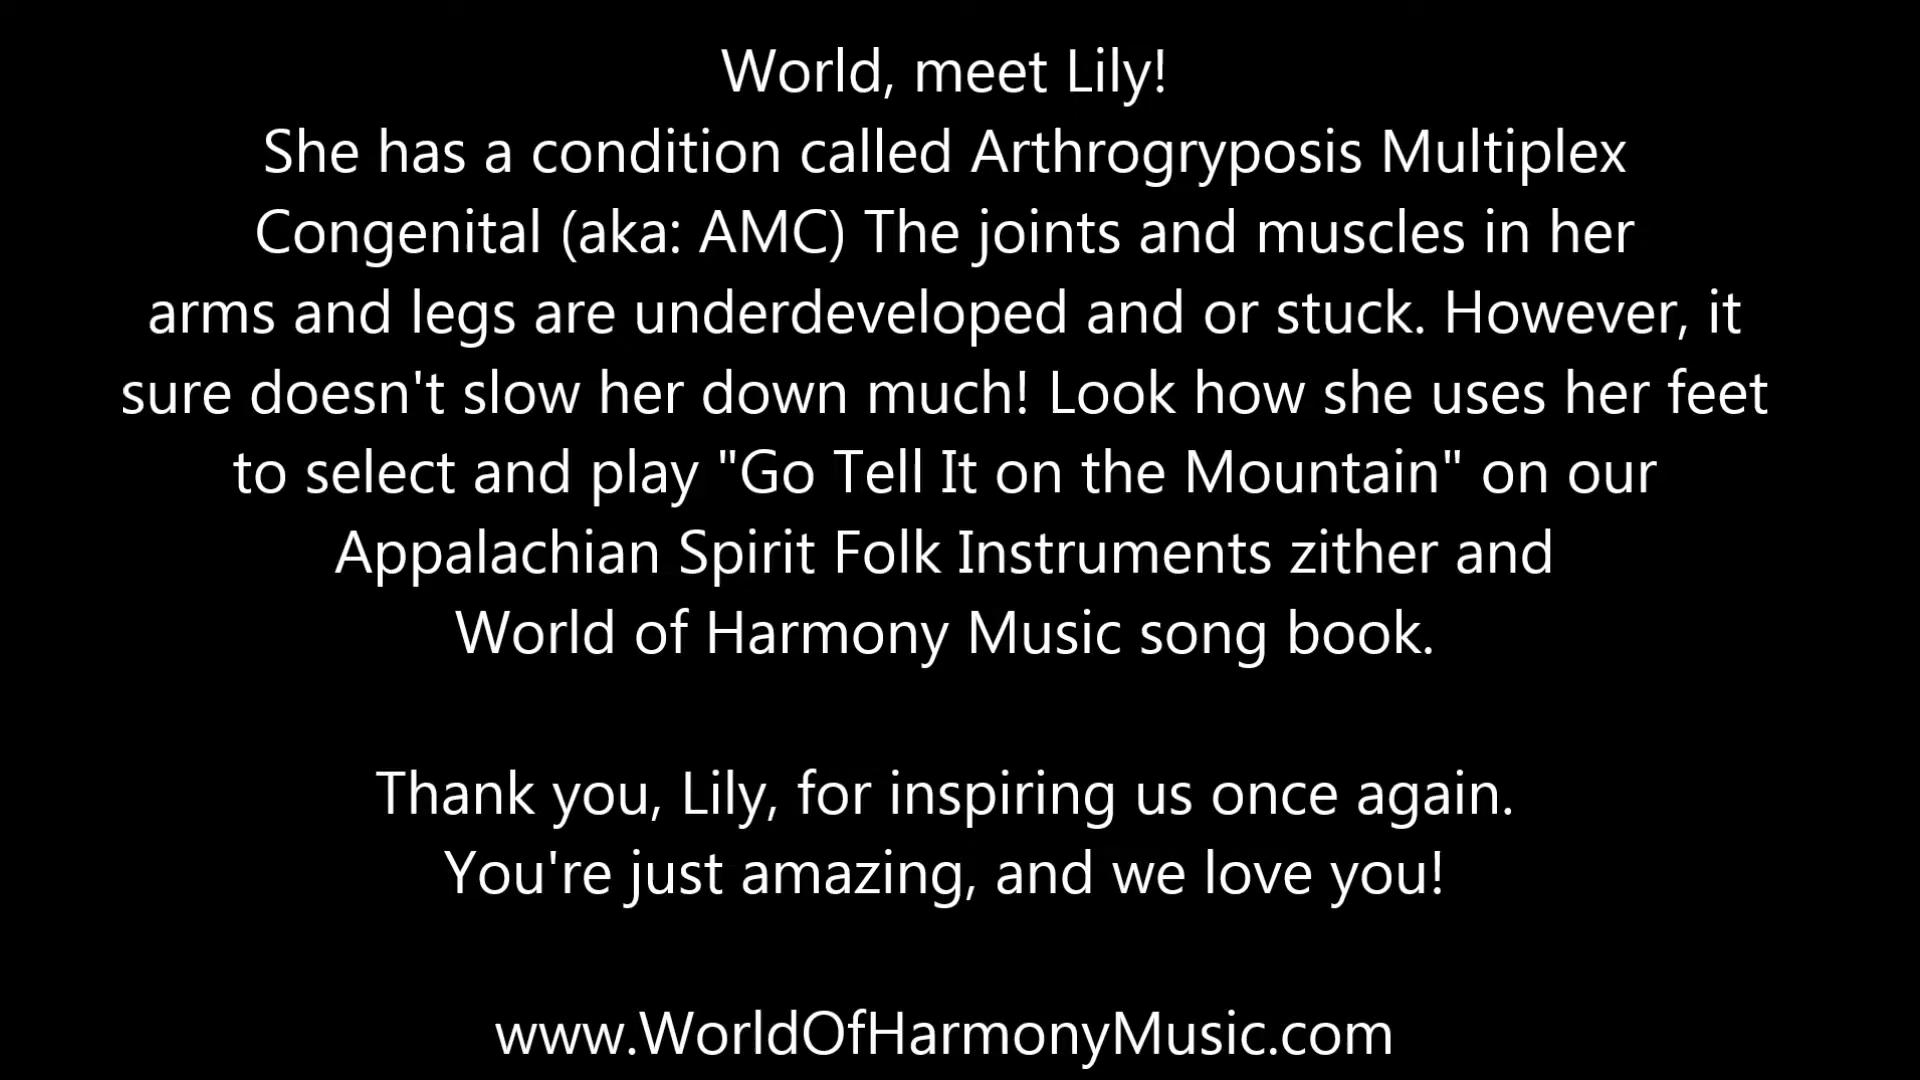 World, meet Lily!
She has a condition called Arthrogryposis Multiplex
Congenital (aka: AMC) The joints and muscles in her
arms and legs are underdeveloped and or stuck. However, it
sure doesn't slow her down much! Look how she uses her feet
to select and play "Go Tell It on the Mountain" on our
Appalachian Spirit Folk Instruments zither and
World of Harmony Music song book.
Thank you, Lily, for inspiring us once again.
You're just amazing, and we love you!
www.WorldOfHarmonyMusic.com